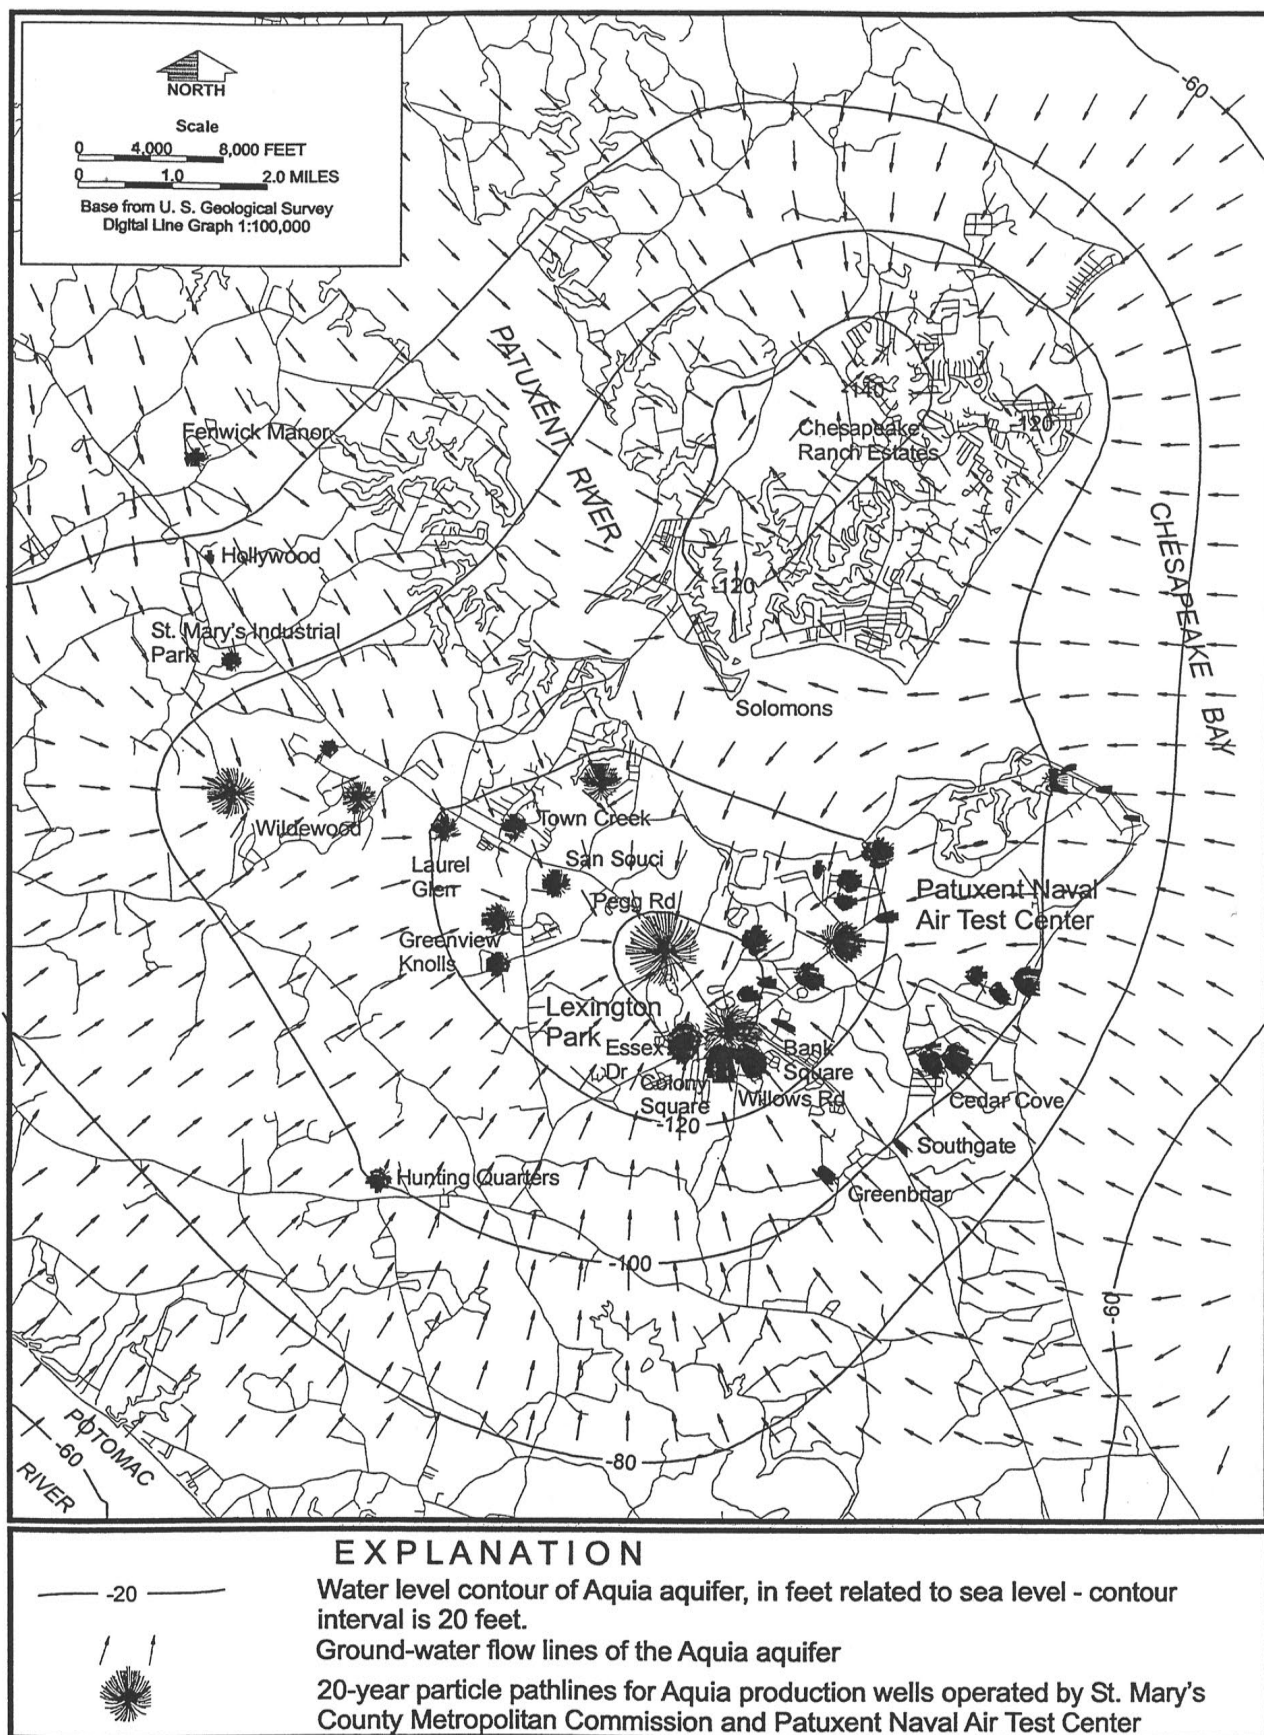 NORTH
Scale
0 4,000 8,000 FEET
0 1.0 2.0 MILES
Base from U. S. Geological Survey
Digital Line Graph 1:100,000
-60
PATUXENT
RIVER
-140
-120
Chesapeake
Ranch Estates
Fenwick Manor
CHESAPEAKE
BAY
Hollywood
-120
St. Mary's Industrial
Park
Solomons
Wildewood
Town Creek
Laurel
Glen
San Souci
Pegg Rd
Patuxent Naval
Air Test Center
Greenview
Knolls
Lexington
Park
Essex
Dr
Bank
Square
Colony
Square
Willows Rd
Cedar Cove
-120
Southgate
Hunting Quarters
Greenbriar
-100
-60
POTOMAC
RIVER
-60
-80
EXPLANATION
-20
Water level contour of Aquia aquifer, in feet related to sea level - contour
interval is 20 feet.
Ground-water flow lines of the Aquia aquifer
20-year particle pathlines for Aquia production wells operated by St. Mary's
County Metropolitan Commission and Patuxent Naval Air Test Center